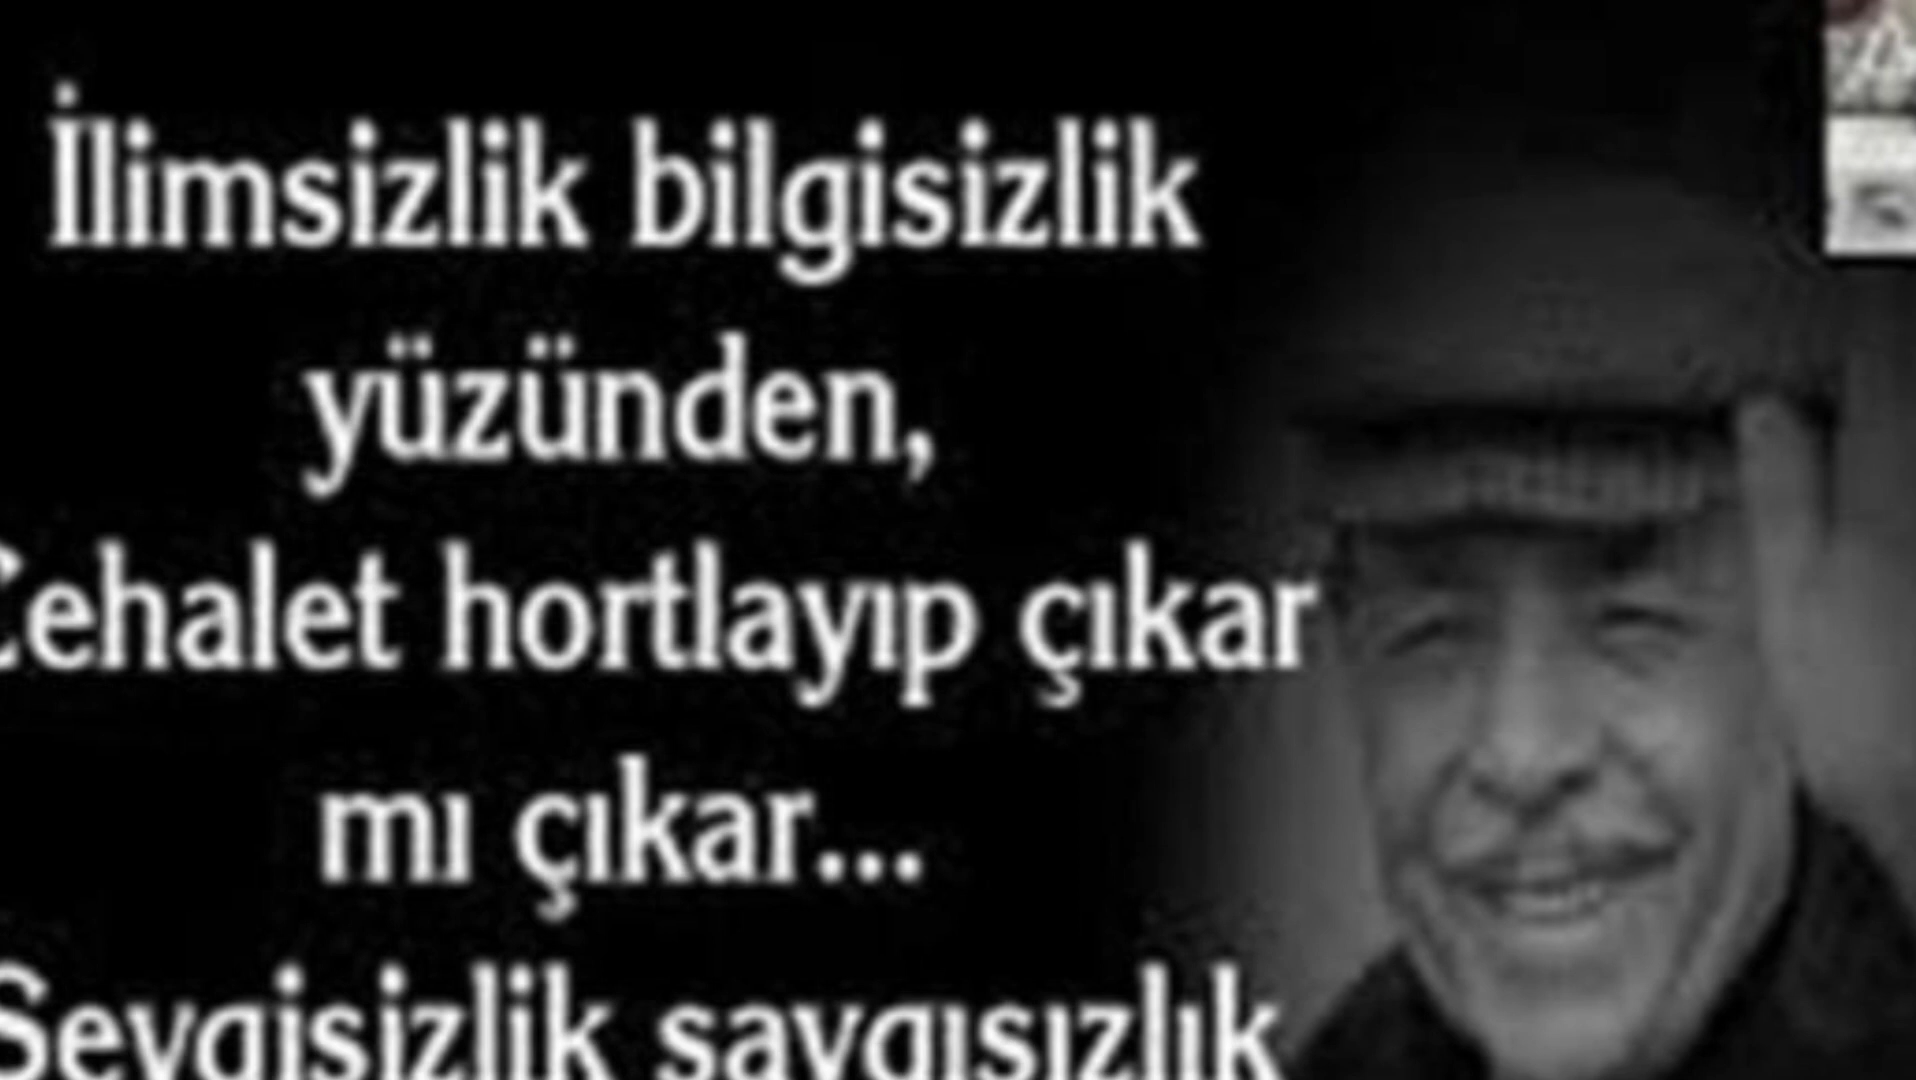 İlimsizlik bilgisizlik
yüzünden,
Cehalet hortlayıp çıkar
mı çıkar...
Sevgisizlik saygısızlık